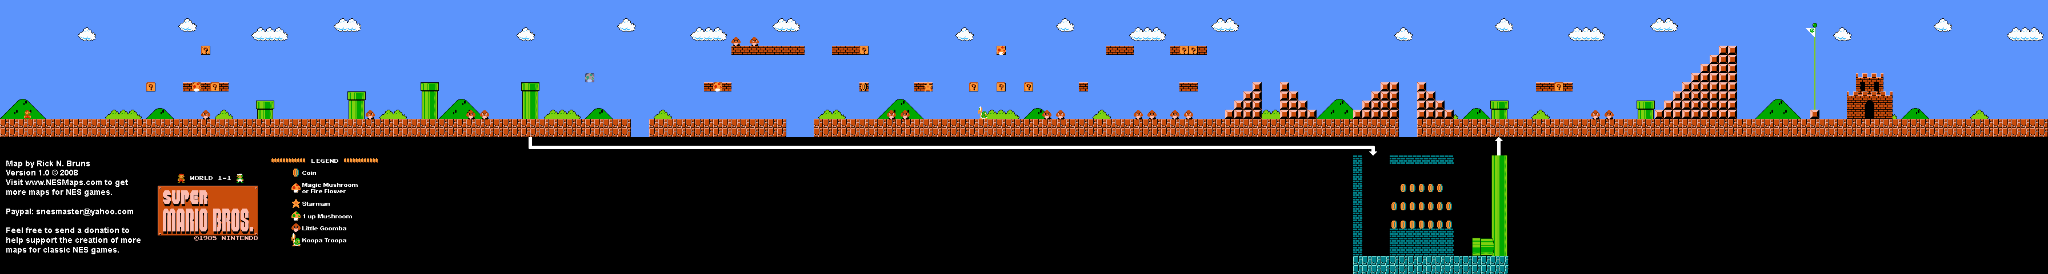 Map by Rick N. Bruns
Version 1.0 © 2008
Visit www.NESMaps.com to get
more maps for NES games.
Paypal: snesmaster@yahoo.com
Feel free to send a donation to
help support the creation of more
maps for classic NES games.
WORLD 1-1
SUPER
MARIO BROS.
©1985 NINTENDO
LEGEND
Coin
Magic Mushroom
or Fire Flower
Starman
1 up Mushroom
Little Goomba
Koopa Troopa